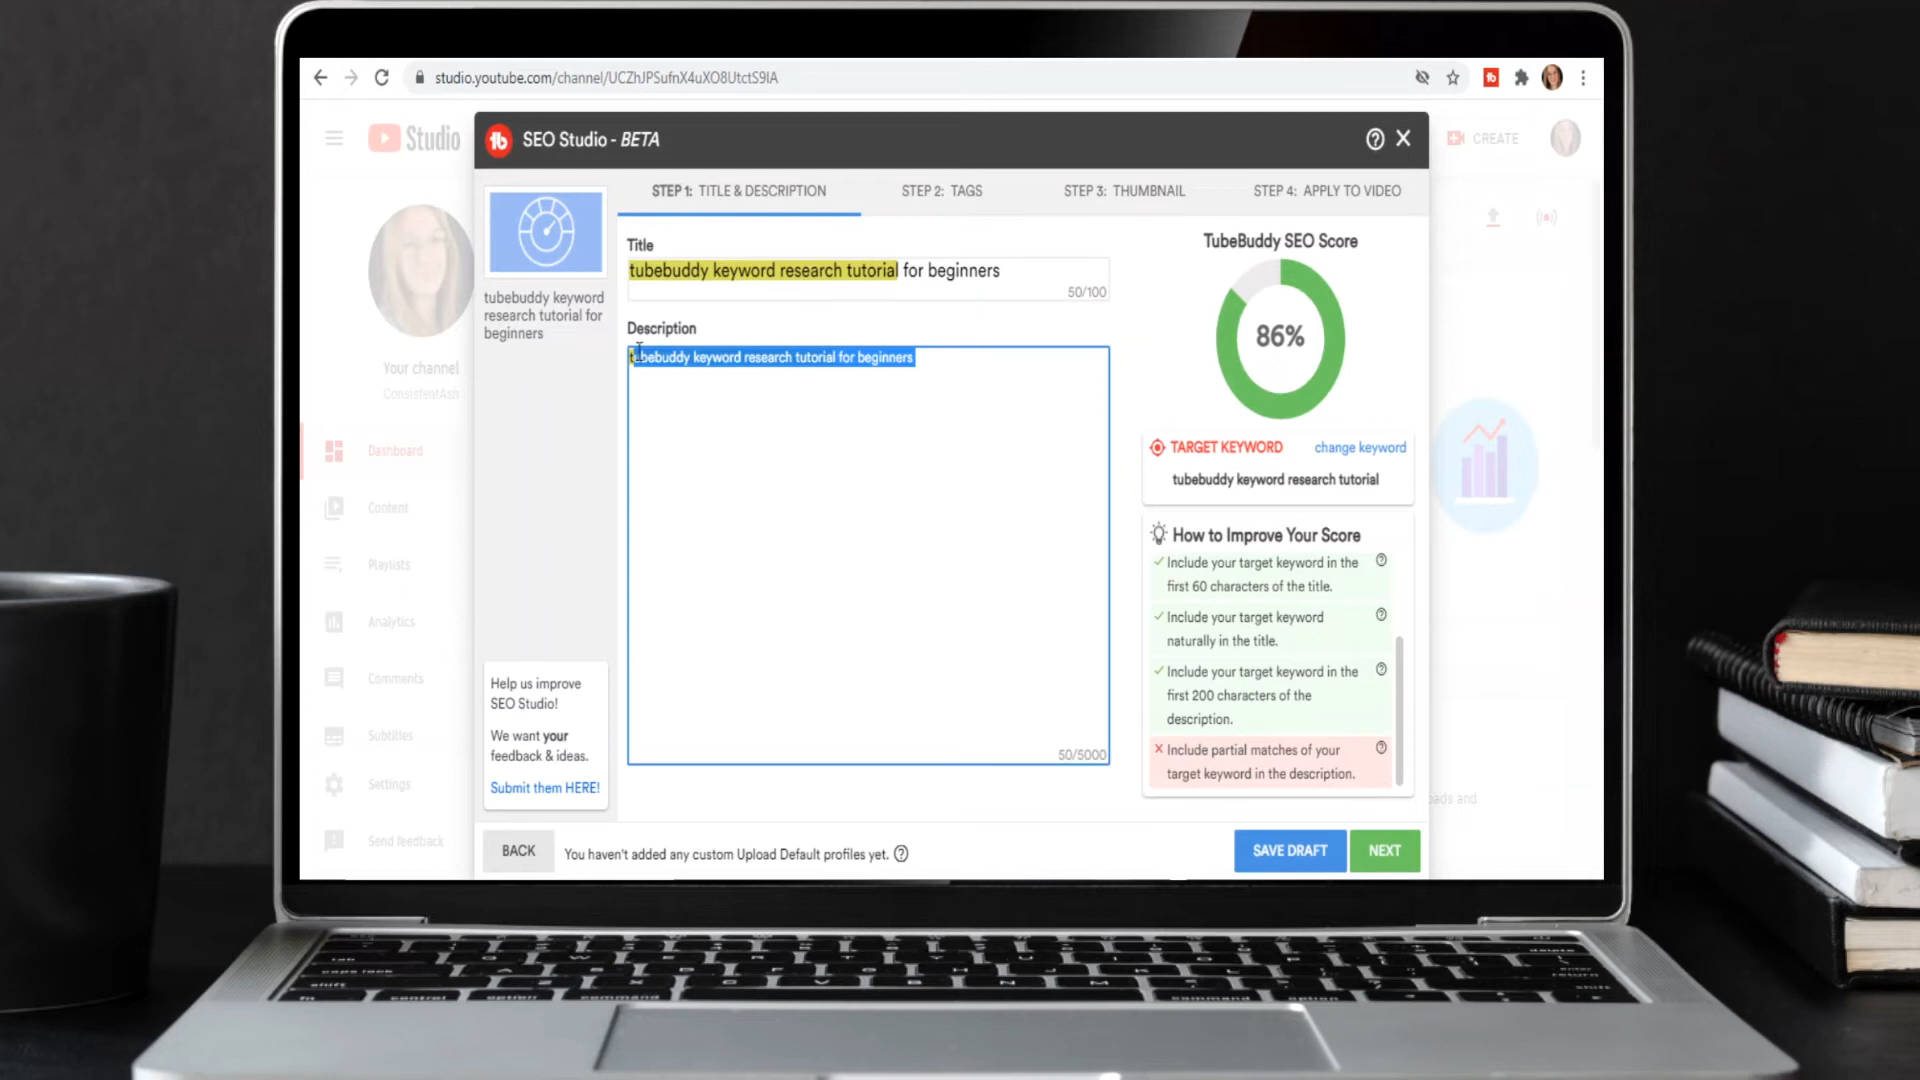 studio.youtube.com/channel/UCZhJPSufnX4uXO8UtctS9IA
Studio
tb
SEO Studio - BETA
CREATE
STEP 1: TITLE & DESCRIPTION
STEP 2: TAGS
STEP 3: THUMBNAIL
STEP 4: APPLY TO VIDEO
tubebuddy keyword
research tutorial for
beginners
Your channel
ConsistentAsh
Dashboard
Content
Playlists
Analytics
Comments
Subtitles
Settings
Send feedback
Help us improve
SEO Studio!
We want your
feedback & ideas.
Submit them HERE!
Title
tubebuddy keyword research tutorial for beginners
50/100
Description
tubebuddy keyword research tutorial for beginners
50/5000
TubeBuddy SEO Score
86%
TARGET KEYWORD
change keyword
tubebuddy keyword research tutorial
How to Improve Your Score
Include your target keyword in the
first 60 characters of the title.
Include your target keyword
naturally in the title.
Include your target keyword in the
first 200 characters of the
description.
Include partial matches of your
target keyword in the description.
BACK
You haven't added any custom Upload Default profiles yet.
SAVE DRAFT
NEXT